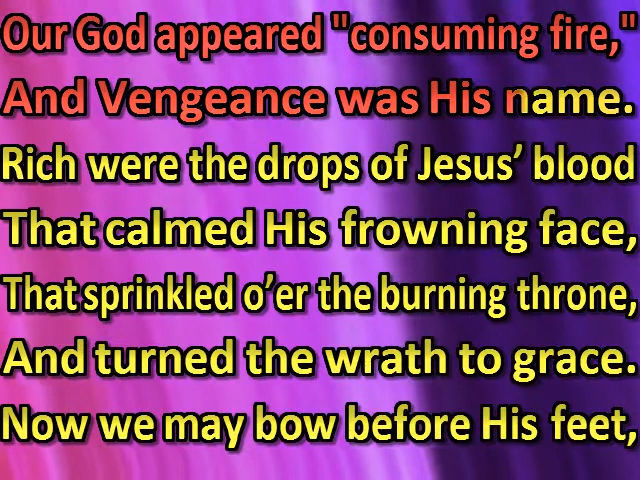 Our God appeared "consuming fire,"
And Vengeance was His name.
Rich were the drops of Jesus’ blood
That calmed His frowning face,
That sprinkled o’er the burning throne,
And turned the wrath to grace.
Now we may bow before His feet,